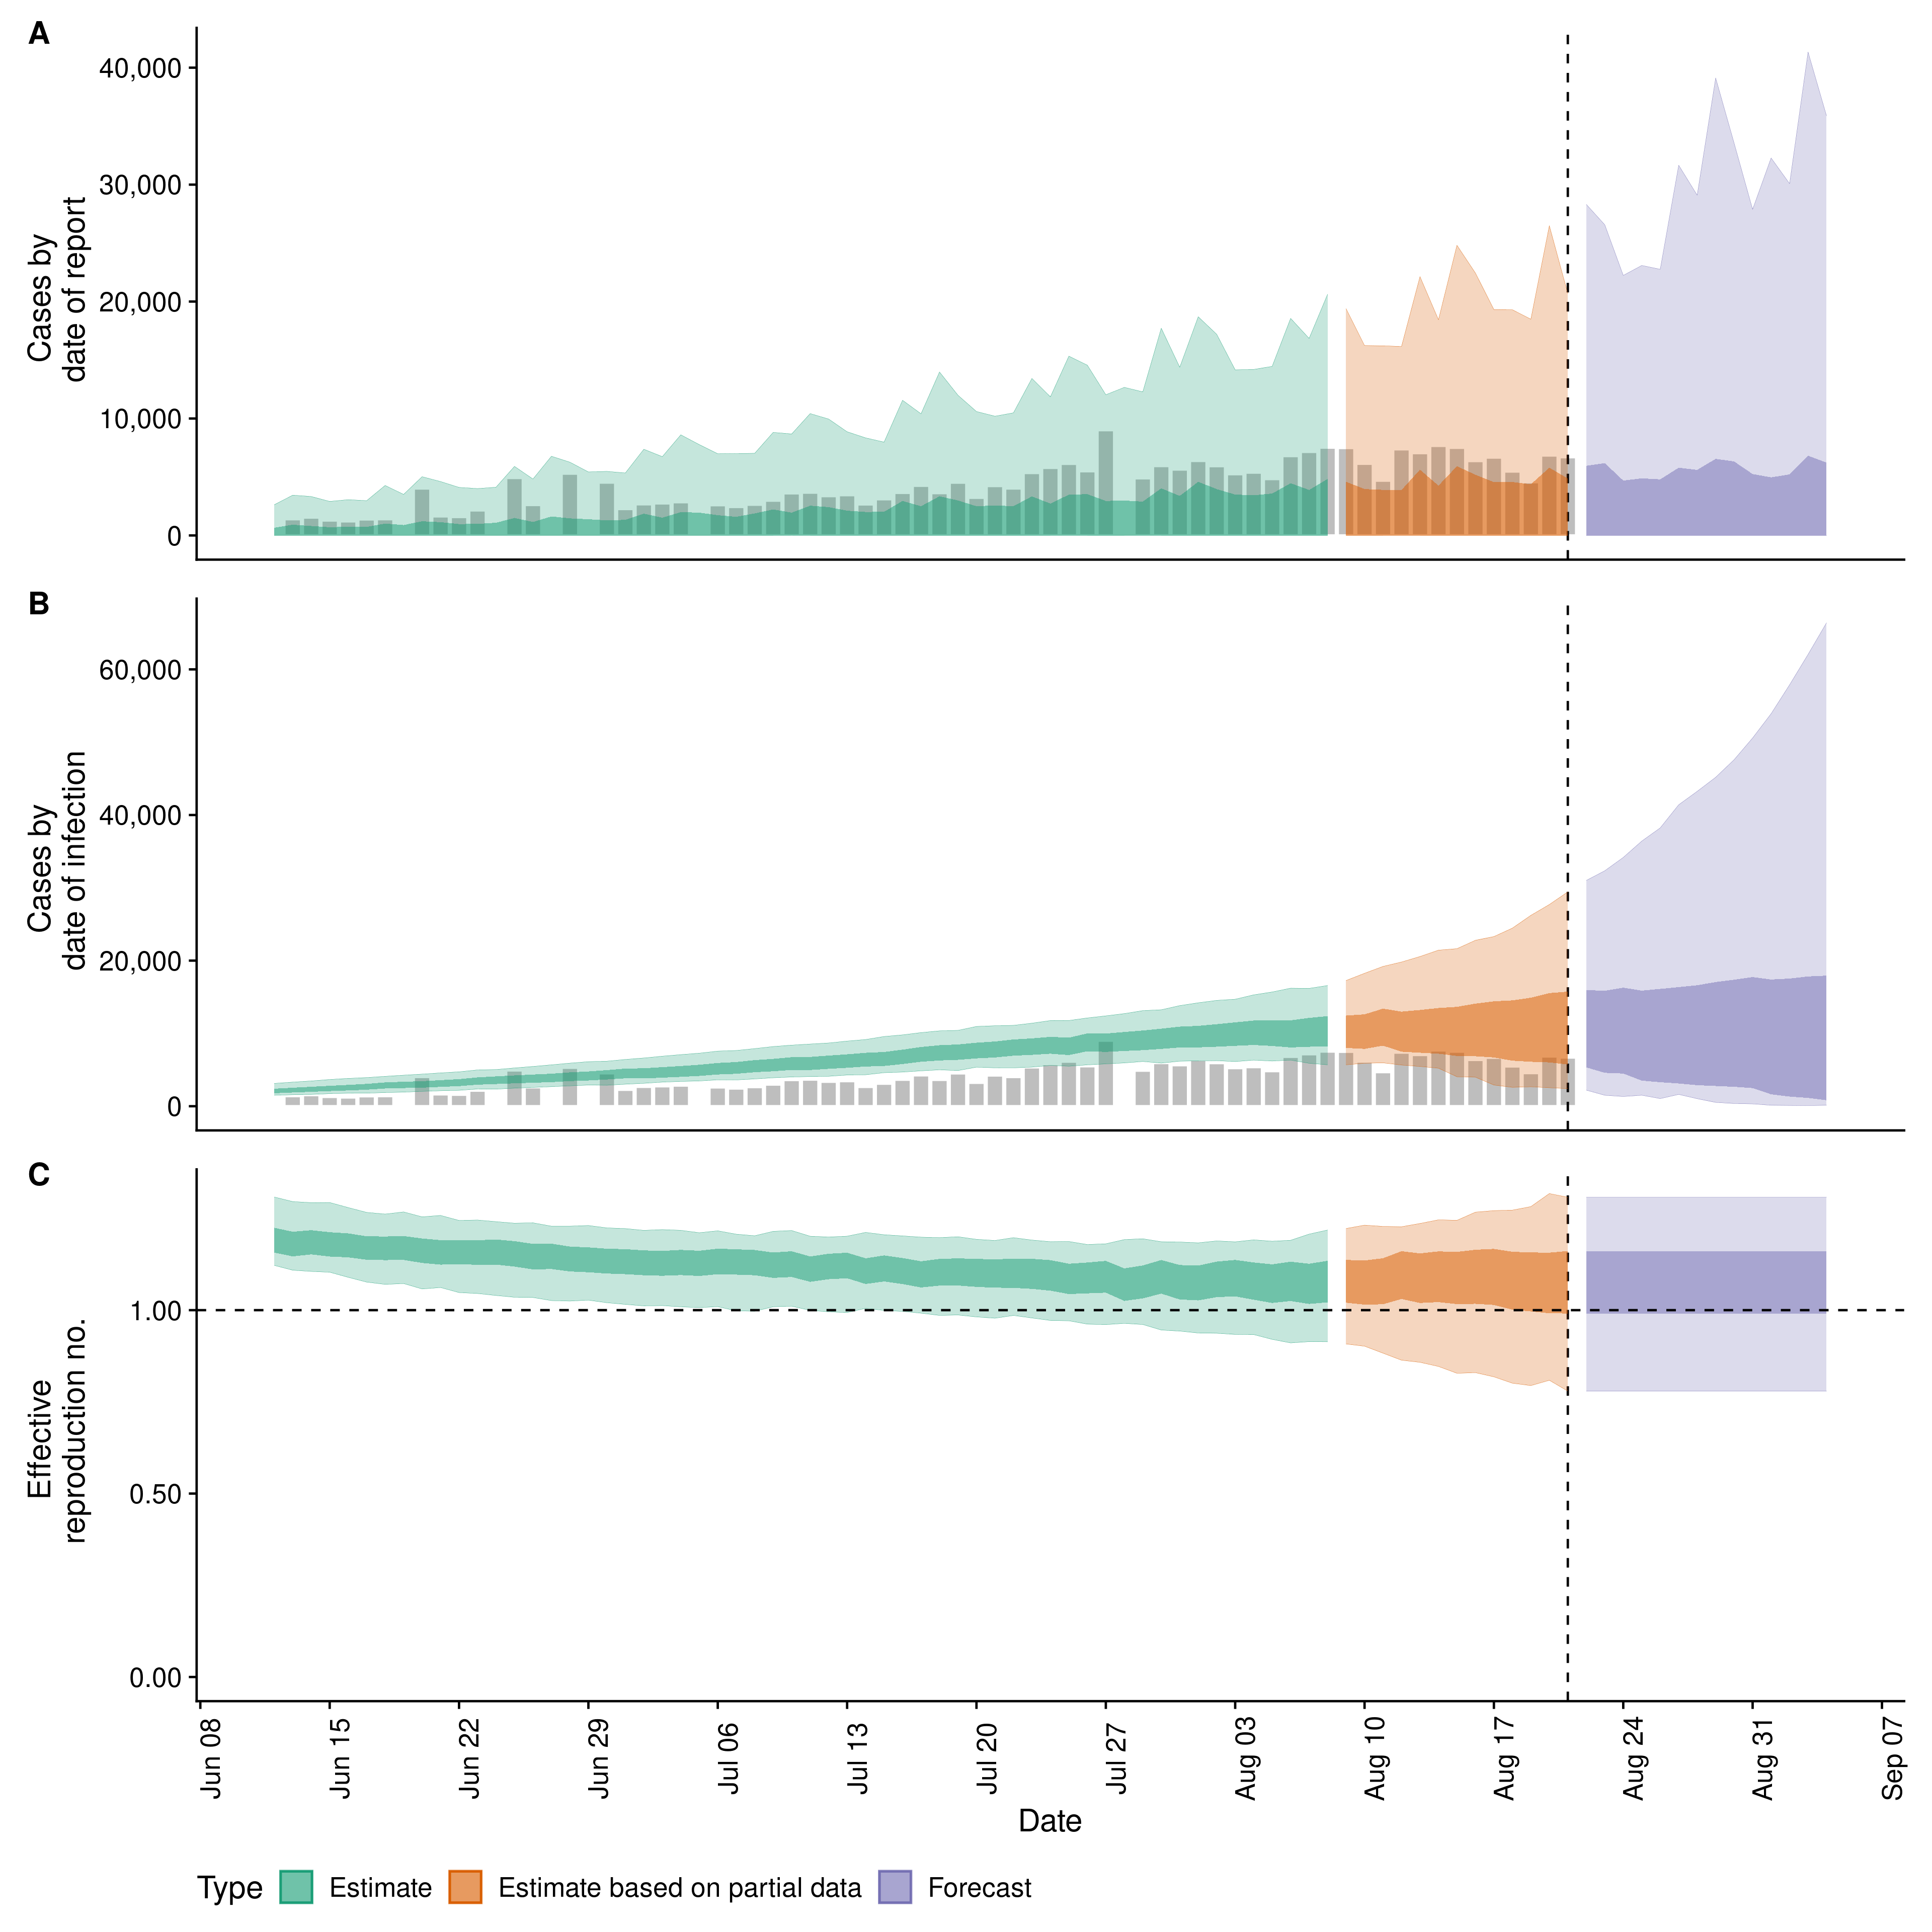 A
Cases by
date of report
40,000
30,000
20,000
10,000
0
B
Cases by
date of infection
60,000
40,000
20,000
0
C
Effective
reproduction no.
1.00
0.50
0.00
Jun 08
Jun 15
Jun 22
Jun 29
Jul 06
Jul 13
Jul 20
Jul 27
Aug 03
Aug 10
Aug 17
Aug 24
Aug 31
Sep 07
Date
Type Estimate Estimate based on partial data Forecast